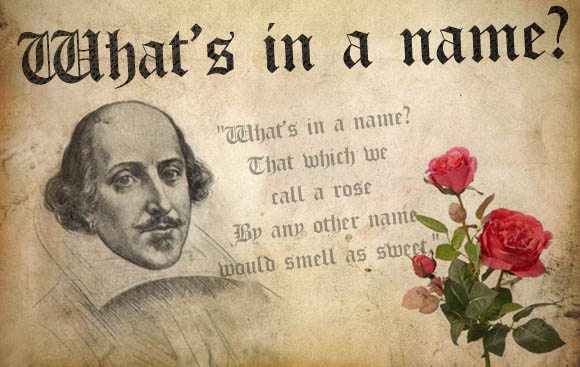 What's in a name?
"What's in a name?
That which we
call a rose
By any other name
would smell as sweet."